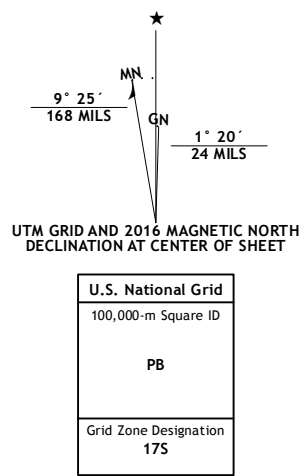 ★
MN
GN
9° 25´
168 MILS
1° 20´
24 MILS
UTM GRID AND 2016 MAGNETIC NORTH
DECLINATION AT CENTER OF SHEET
U.S. National Grid
100,000-m Square ID
PB
Grid Zone Designation
17S